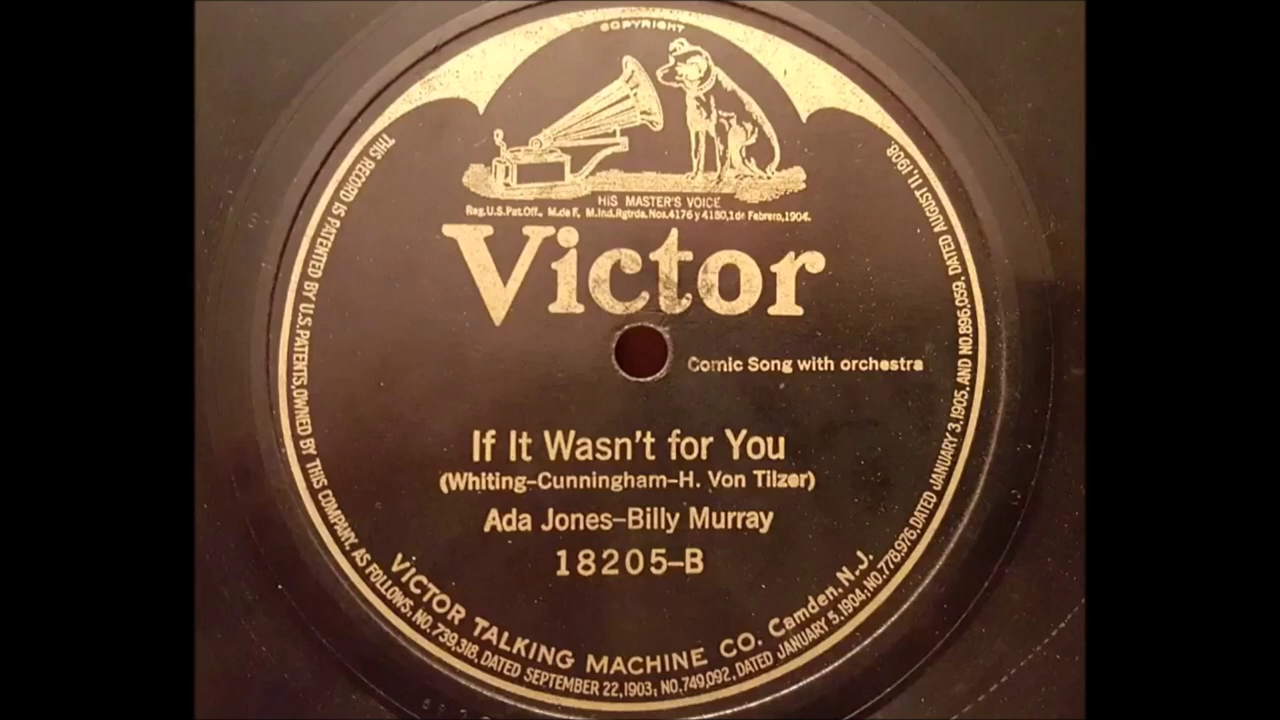 COPYRIGHT
HIS MASTER'S VOICE
Reg.U.S.Pat.Off., M.de F, M.Ind.Rgtrda.Nos.4176 y 4180,1de Febrero,1904.
Victor
Comic Song with orchestra
If It Wasn't for You
(Whiting-Cunningham-H. Von Tilzer)
Ada Jones-Billy Murray
18205-B
VICTOR TALKING MACHINE CO. Camden, N.J.
THIS RECORD IS PATENTED BY U.S. PATENTS, OWNED BY THIS COMPANY, AS FOLLOWS; NO. 739,318, DATED SEPTEMBER 22, 1903; NO. 749,092, DATED JANUARY 5, 1904; NO. 778,976, DATED JANUARY 3, 1905. AND NO. 896,059, DATED AUGUST 11, 1908.